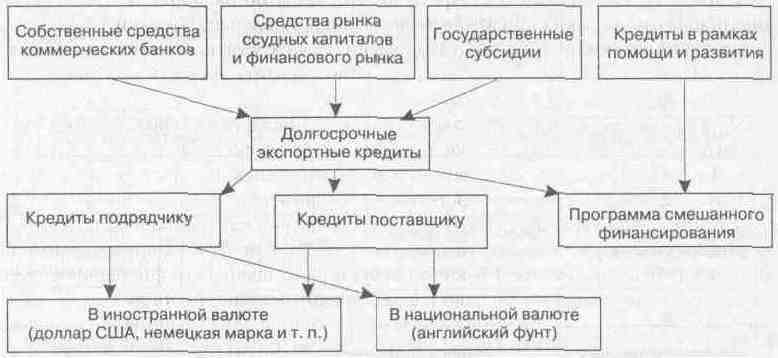 Собственные средства
коммерческих банков
Средства рынка
ссудных капиталов
и финансового рынка
Государственные
субсидии
Кредиты в рамках
помощи и развития
Долгосрочные
экспортные кредиты
Кредиты подрядчику
Кредиты поставщику
Программа смешанного
финансирования
В иностранной валюте
(доллар США, немецкая марка и т. п.)
В национальной валюте
(английский фунт)